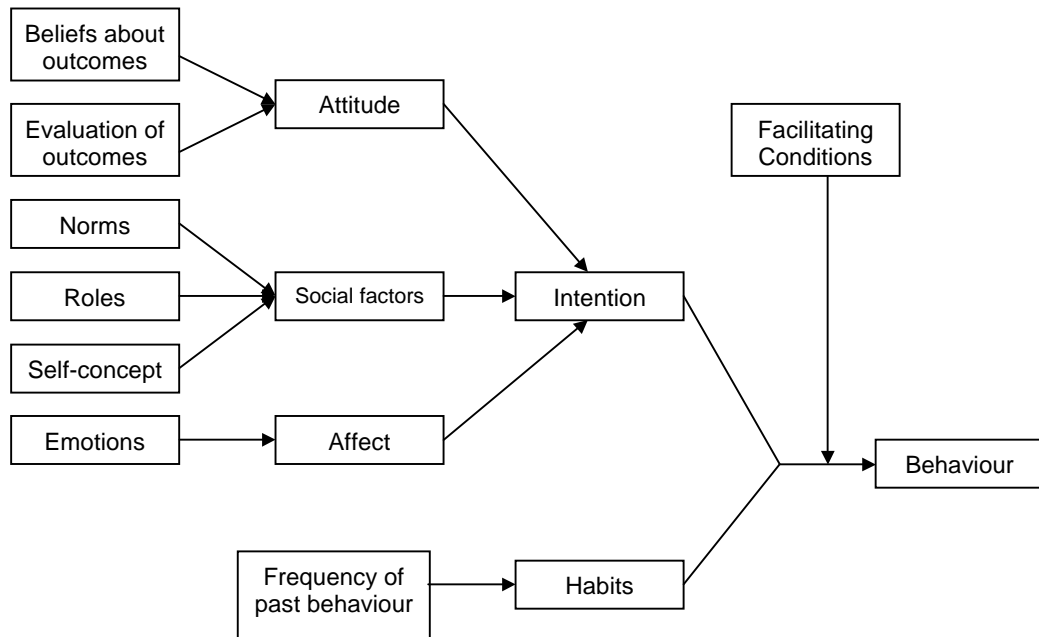 Beliefs about
outcomes
Evaluation of
outcomes
Attitude
Facilitating
Conditions
Norms
Roles
Self-concept
Social factors
Intention
Emotions
Affect
Behaviour
Frequency of
past behaviour
Habits